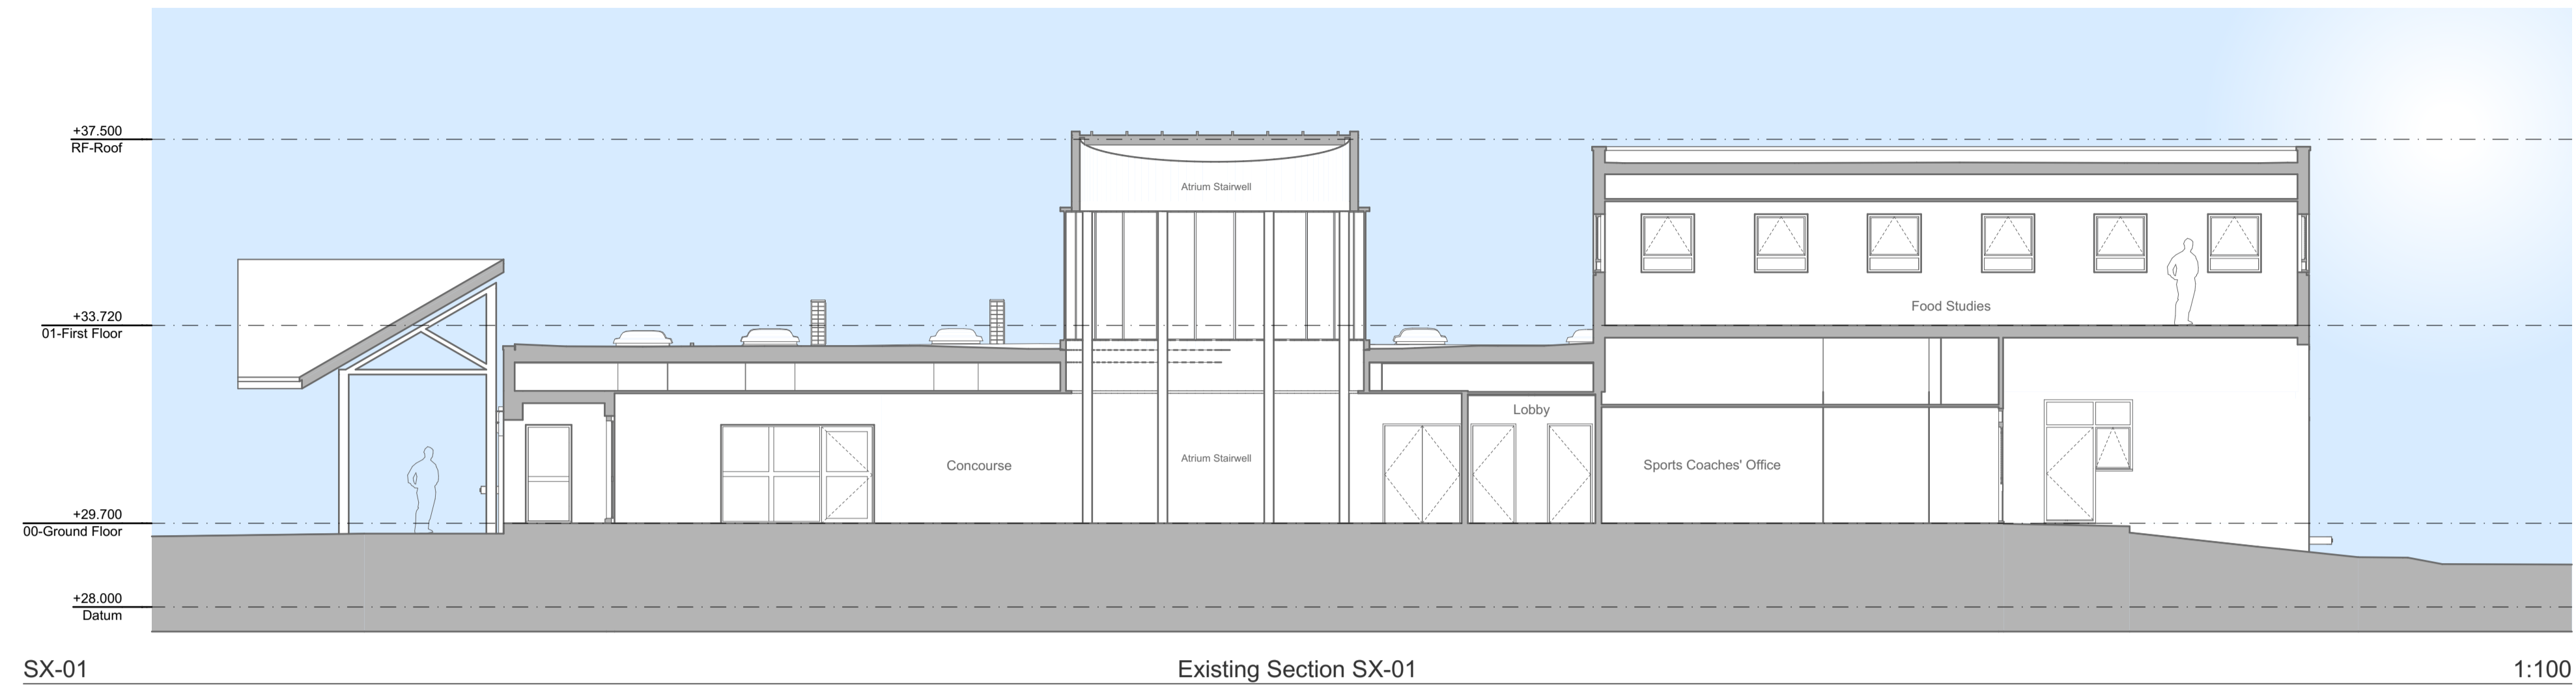 +37.500
RF-Roof
Atrium Stairwell
+33.720
01-First Floor
Food Studies
Lobby
Concourse
Atrium Stairwell
Sports Coaches' Office
+29.700
00-Ground Floor
+28.000
Datum
SX-01
Existing Section SX-01
1:100